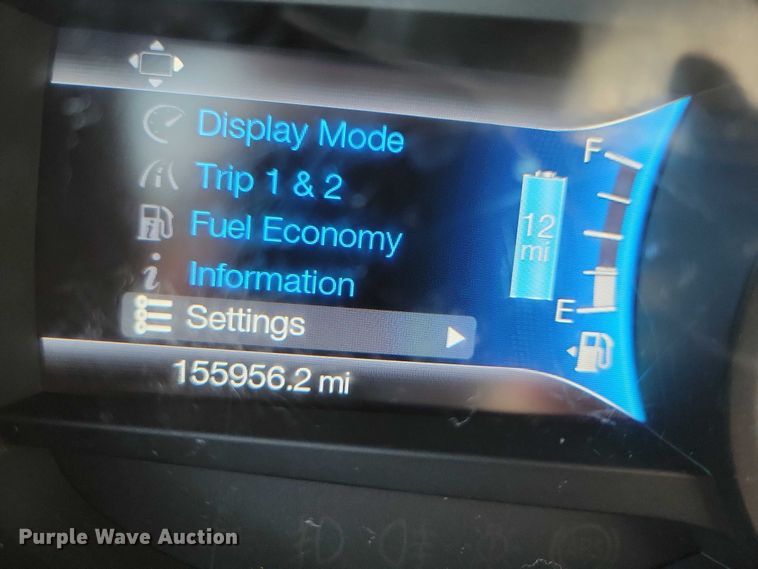 Display Mode
Trip 1 & 2
Fuel Economy
Information
Settings
155956.2 mi
12
mi
F
E
Purple Wave Auction